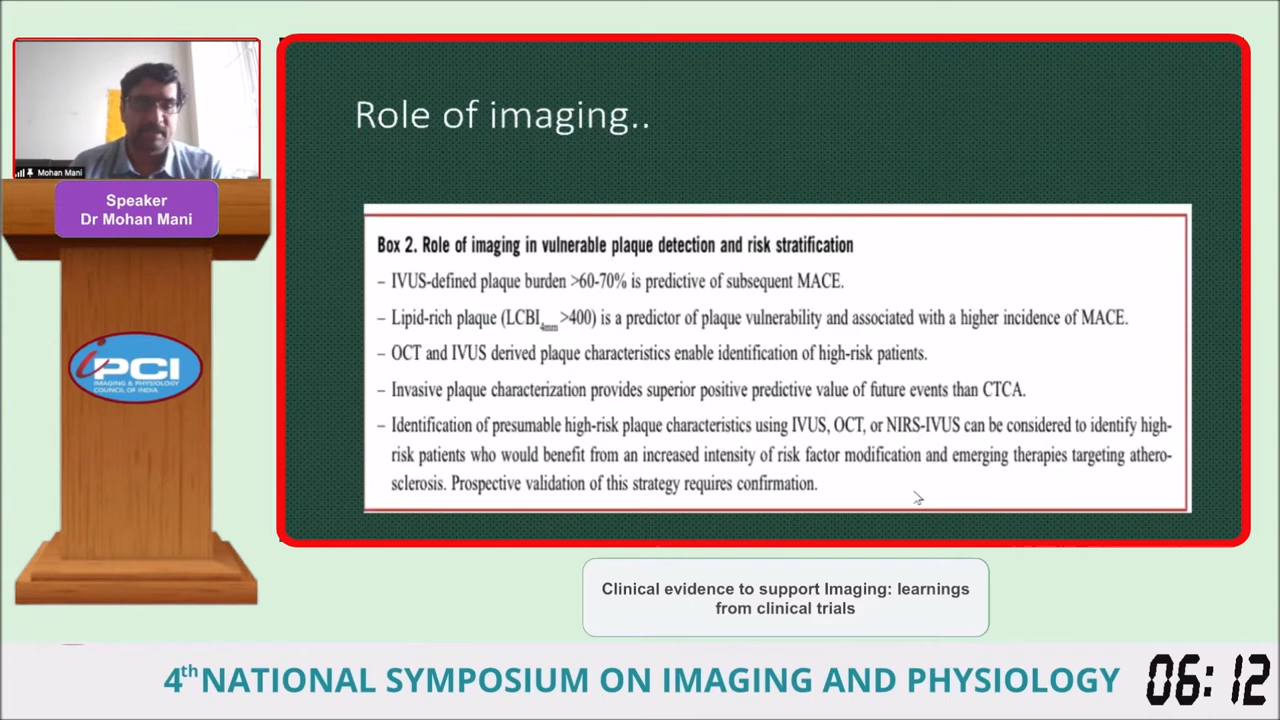 Mohan Mani
Speaker
Dr Mohan Mani
iPCI
IMAGING & PHYSIOLOGY
COUNCIL OF INDIA
Role of imaging..
Box 2. Role of imaging in vulnerable plaque detection and risk stratification
– IVUS-defined plaque burden >60-70% is predictive of subsequent MACE.
– Lipid-rich plaque (LCBI4mm >400) is a predictor of plaque vulnerability and associated with a higher incidence of MACE.
– OCT and IVUS derived plaque characteristics enable identification of high-risk patients.
– Invasive plaque characterization provides superior positive predictive value of future events than CTCA.
– Identification of presumable high-risk plaque characteristics using IVUS, OCT, or NIRS-IVUS can be considered to identify high-
risk patients who would benefit from an increased intensity of risk factor modification and emerging therapies targeting athero-
sclerosis. Prospective validation of this strategy requires confirmation.
Clinical evidence to support Imaging: learnings
from clinical trials
4th NATIONAL SYMPOSIUM ON IMAGING AND PHYSIOLOGY
06:12